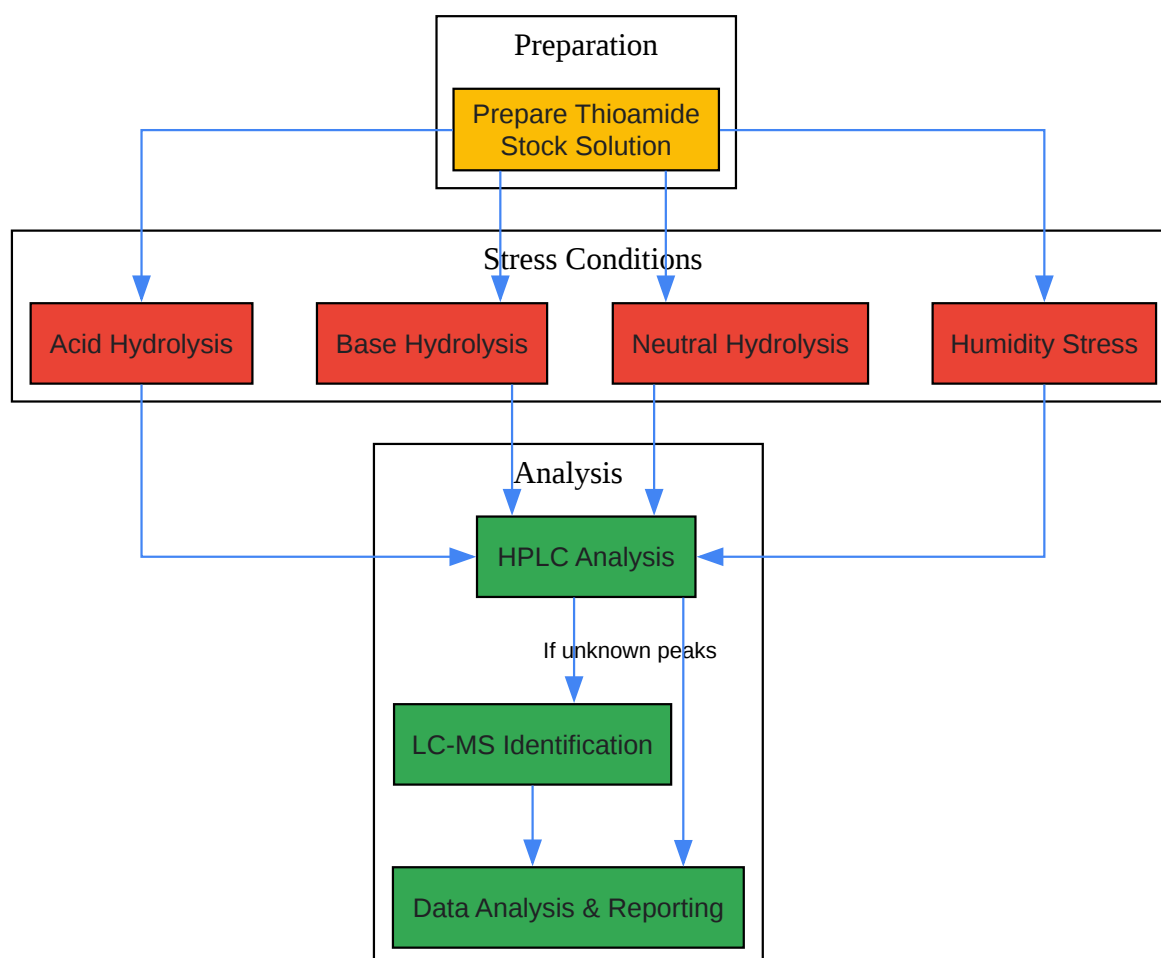 Preparation
Prepare Thioamide
Stock Solution
Stress Conditions
Acid Hydrolysis
Base Hydrolysis
Neutral Hydrolysis
Humidity Stress
Analysis
HPLC Analysis
If unknown peaks
LC-MS Identification
Data Analysis & Reporting